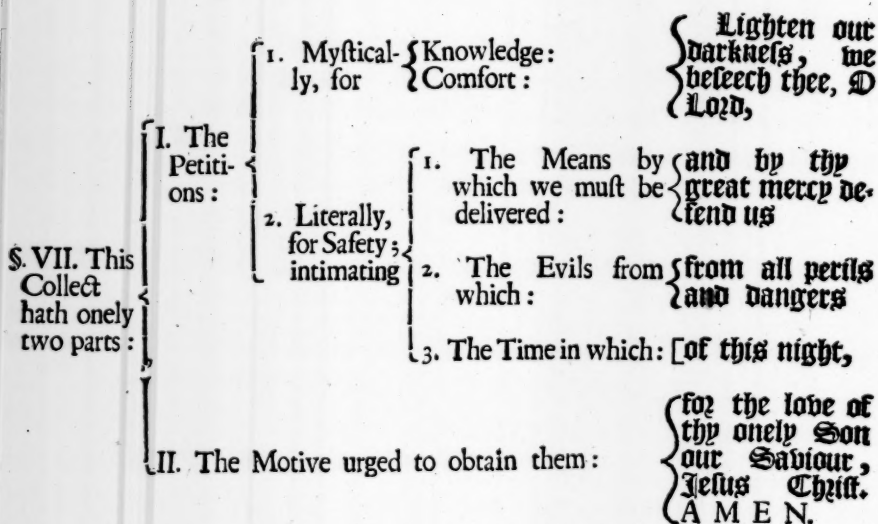 §. VII. This
Collect
hath onely
two parts:
I. The
Petiti-
ons:
1. Myſtical-
ly, for
Knowledge:
Comfort:
Lighten our
darkneſs, we
beſeech thee, O
Lord,
2. Literally,
for Safety;
intimating
1. The Means by
which we muſt be
delivered:
and by thy
great mercy de-
fend us
2. The Evils from
which:
from all perils
and dangers
3. The Time in which: [of this night,
II. The Motive urged to obtain them:
for the love of
thy onely Son
our Saviour,
Jeſus Chriſt.
AMEN.